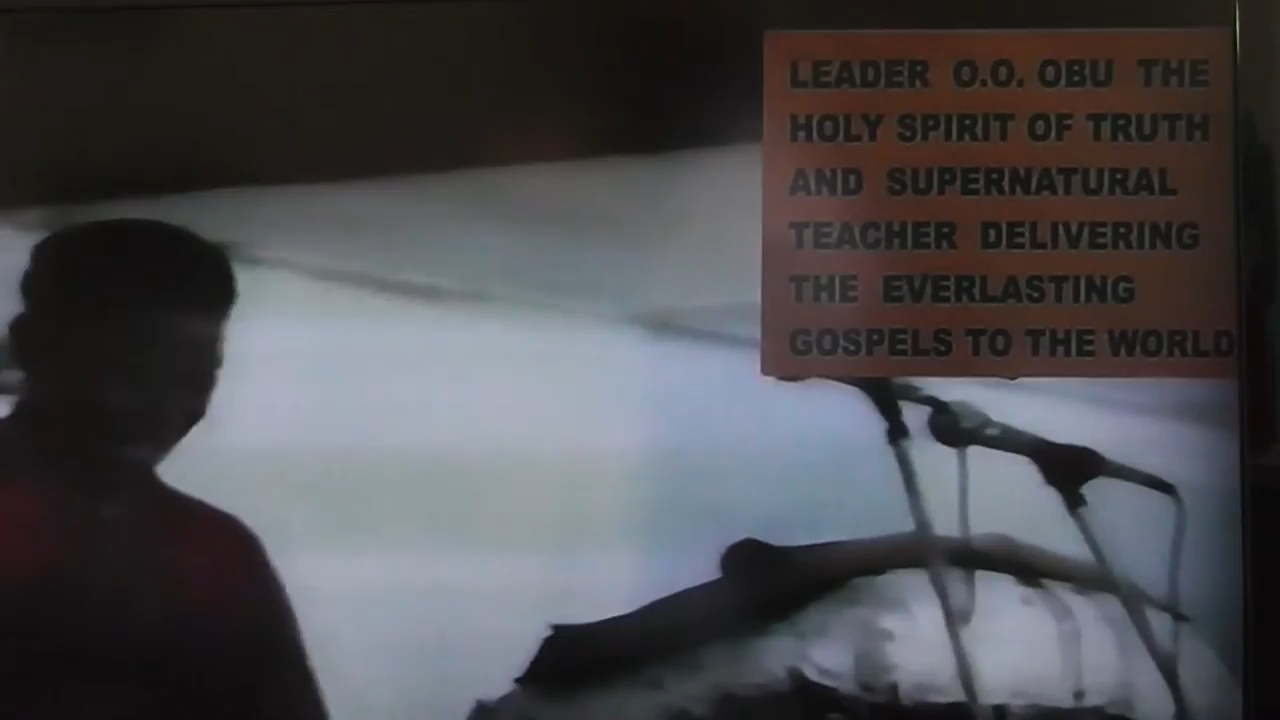 LEADER O.O. OBU THE
HOLY SPIRIT OF TRUTH
AND SUPERNATURAL
TEACHER DELIVERING
THE EVERLASTING
GOSPELS TO THE WORLD